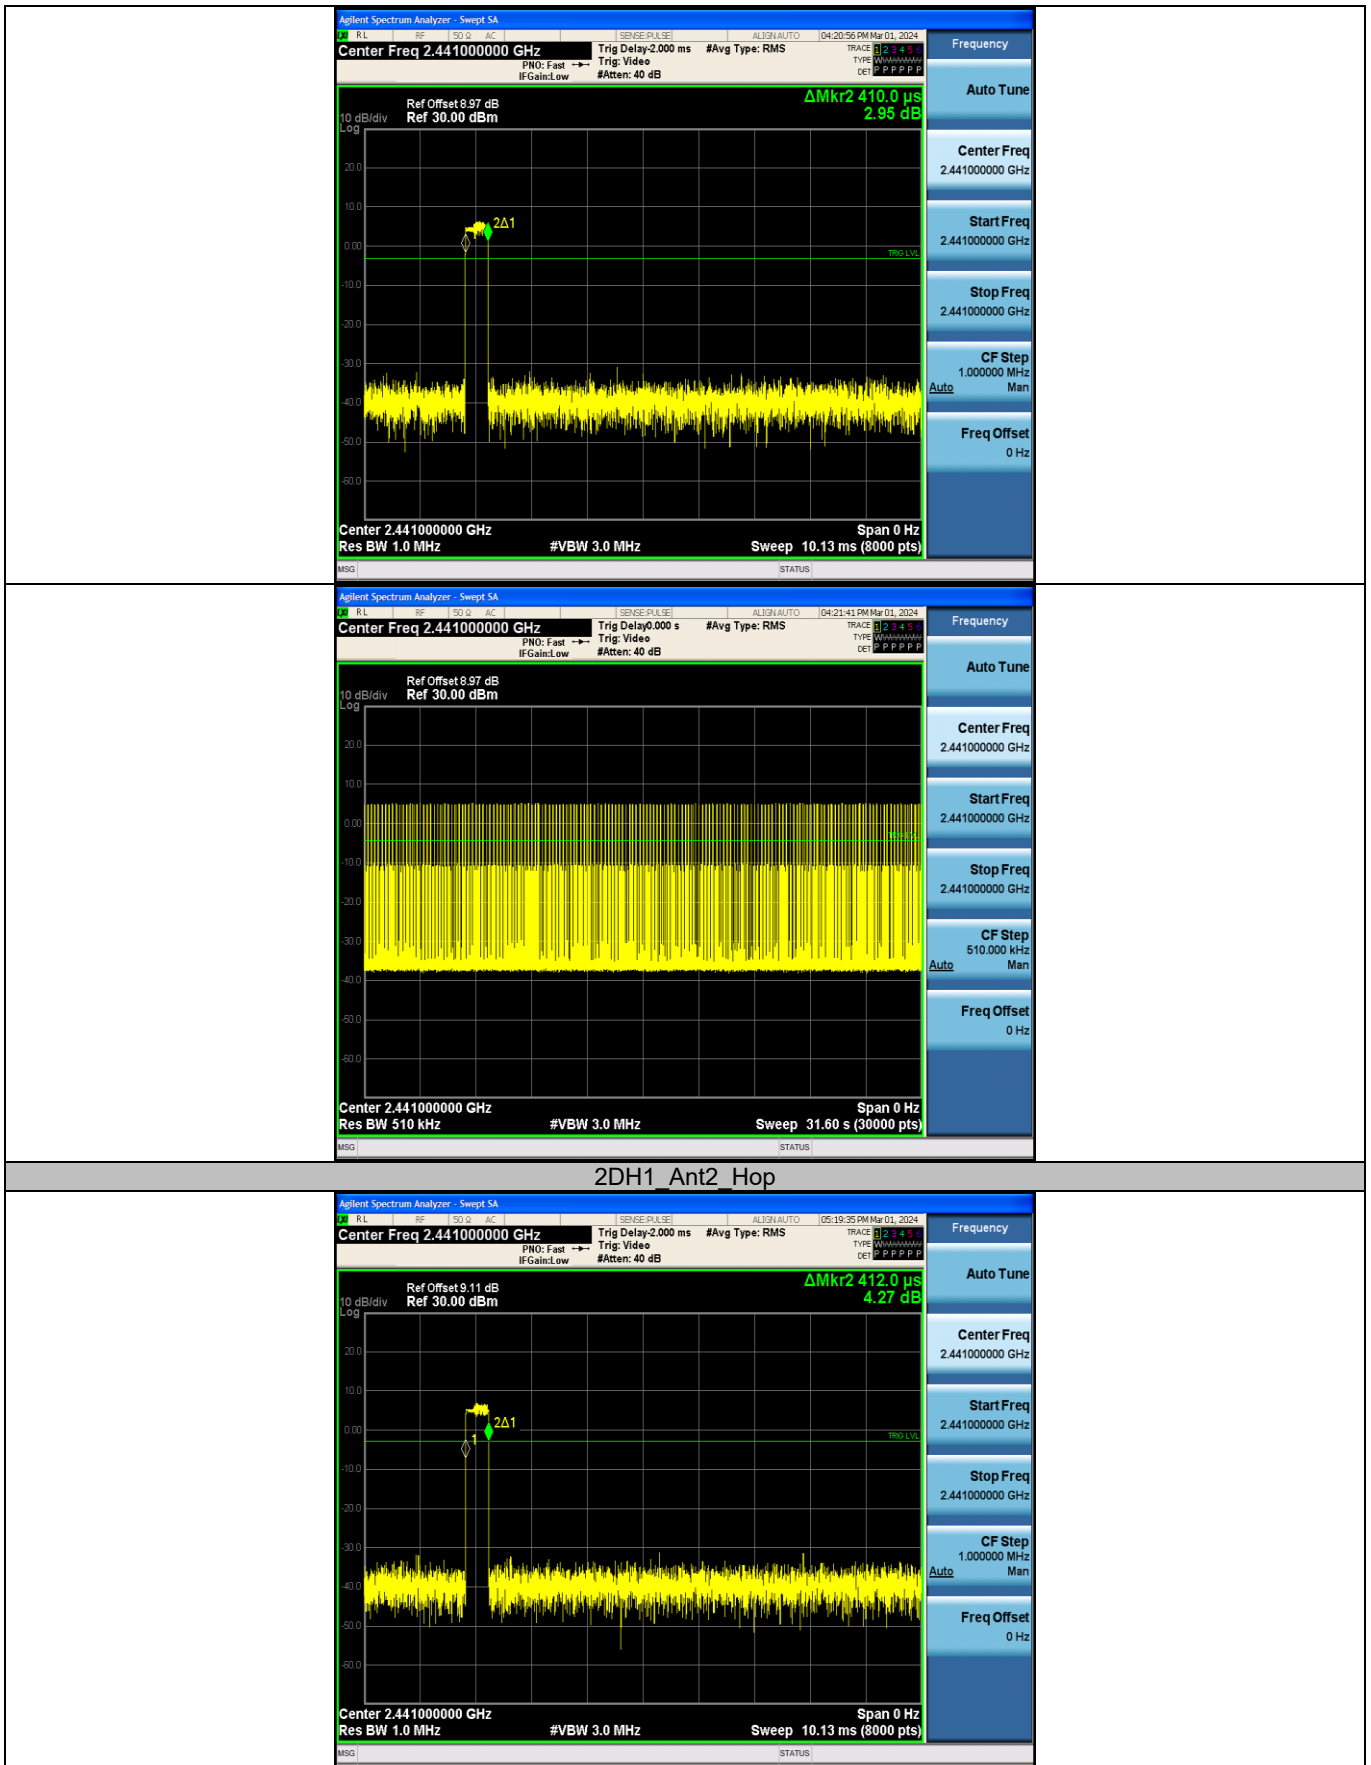 Agilent Spectrum Analyzer - Swept SA
RL RF 50 Ω AC SENSE:PULSE ALIGN AUTO 04:20:56 PM Mar 01, 2024
Center Freq 2.441000000 GHz
PNO: Fast
IFGain:Low
Trig Delay-2.000 ms
Trig: Video
#Atten: 40 dB
#Avg Type: RMS
TRACE 1 2 3 4 5 6
TYPE
DET P P P P P P
ΔMkr2 410.0 µs
2.95 dB
Ref Offset 8.97 dB
10 dB/div Ref 30.00 dBm
Log
20.0
10.0
0.00
-10.0
-20.0
-30.0
-40.0
-50.0
-60.0
2Δ1
TRIG LVL
Center 2.441000000 GHz Span 0 Hz
Res BW 1.0 MHz #VBW 3.0 MHz Sweep 10.13 ms (8000 pts)
MSG STATUS
Frequency
Auto Tune
Center Freq
2.441000000 GHz
Start Freq
2.441000000 GHz
Stop Freq
2.441000000 GHz
CF Step
1.000000 MHz
Auto Man
Freq Offset
0 Hz
Agilent Spectrum Analyzer - Swept SA
RL RF 50 Ω AC SENSE:PULSE ALIGN AUTO 04:21:41 PM Mar 01, 2024
Center Freq 2.441000000 GHz
PNO: Fast
IFGain:Low
Trig Delay0.000 s
Trig: Video
#Atten: 40 dB
#Avg Type: RMS
TRACE 1 2 3 4 5 6
TYPE
DET P P P P P P
Ref Offset 8.97 dB
10 dB/div Ref 30.00 dBm
Log
20.0
10.0
0.00
-10.0
-20.0
-30.0
-40.0
-50.0
-60.0
TRIG LVL
Center 2.441000000 GHz Span 0 Hz
Res BW 510 kHz #VBW 3.0 MHz Sweep 31.60 s (30000 pts)
MSG STATUS
Frequency
Auto Tune
Center Freq
2.441000000 GHz
Start Freq
2.441000000 GHz
Stop Freq
2.441000000 GHz
CF Step
510.000 kHz
Auto Man
Freq Offset
0 Hz
2DH1_Ant2_Hop
Agilent Spectrum Analyzer - Swept SA
RL RF 50 Ω AC SENSE:PULSE ALIGN AUTO 05:19:35 PM Mar 01, 2024
Center Freq 2.441000000 GHz
PNO: Fast
IFGain:Low
Trig Delay-2.000 ms
Trig: Video
#Atten: 40 dB
#Avg Type: RMS
TRACE 1 2 3 4 5 6
TYPE
DET P P P P P P
ΔMkr2 412.0 µs
4.27 dB
Ref Offset 9.11 dB
10 dB/div Ref 30.00 dBm
Log
20.0
10.0
0.00
-10.0
-20.0
-30.0
-40.0
-50.0
-60.0
1
2Δ1
TRIG LVL
Center 2.441000000 GHz Span 0 Hz
Res BW 1.0 MHz #VBW 3.0 MHz Sweep 10.13 ms (8000 pts)
MSG STATUS
Frequency
Auto Tune
Center Freq
2.441000000 GHz
Start Freq
2.441000000 GHz
Stop Freq
2.441000000 GHz
CF Step
1.000000 MHz
Auto Man
Freq Offset
0 Hz